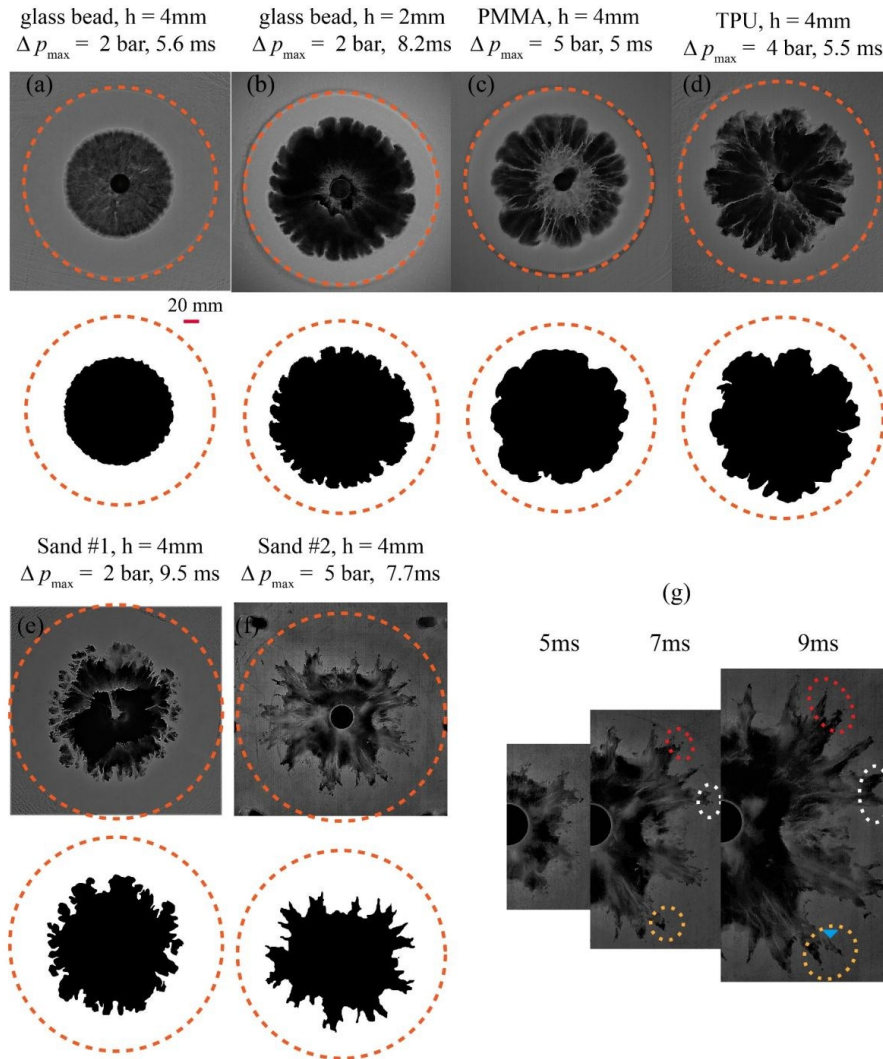 glass bead, h = 4mm
Δ p_max = 2 bar, 5.6 ms
glass bead, h = 2mm
Δ p_max = 2 bar, 8.2ms
PMMA, h = 4mm
Δ p_max = 5 bar, 5 ms
TPU, h = 4mm
Δ p_max = 4 bar, 5.5 ms
(a)
(b)
(c)
(d)
20 mm
Sand #1, h = 4mm
Δ p_max = 2 bar, 9.5 ms
Sand #2, h = 4mm
Δ p_max = 5 bar, 7.7ms
(e)
(f)
(g)
5ms
7ms
9ms